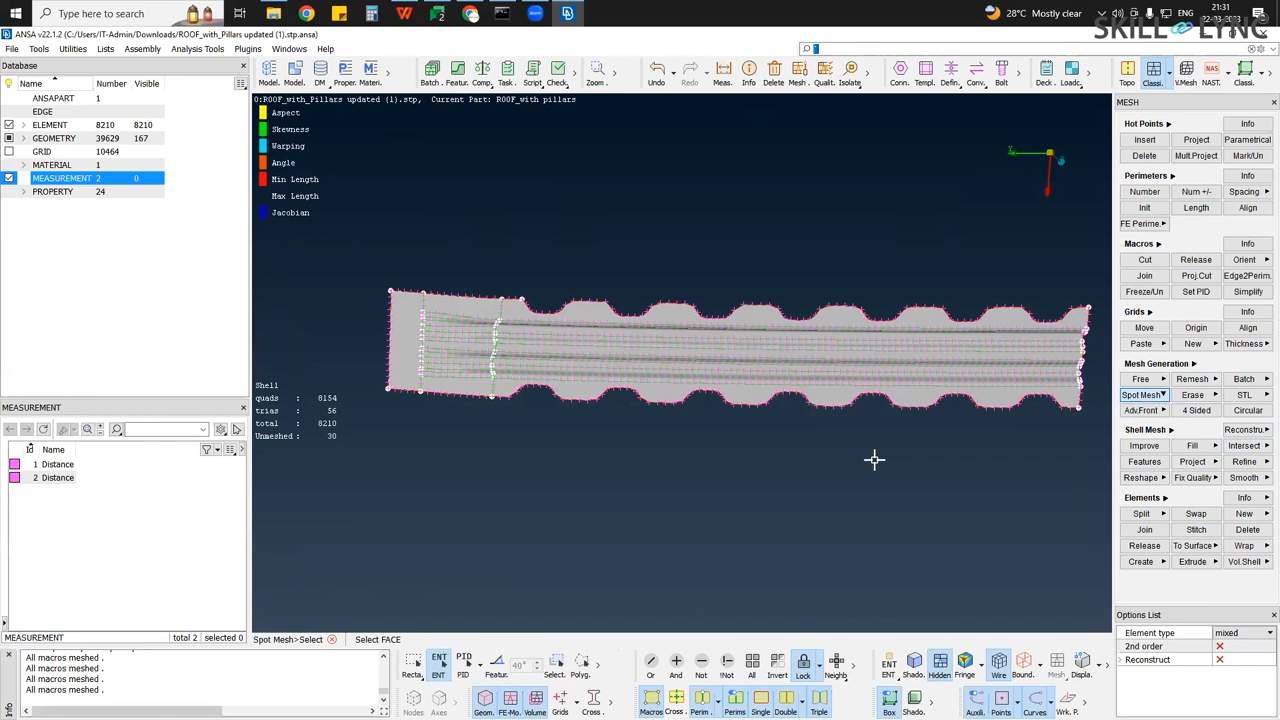 Type here to search
28°C Mostly clear
ENG
21:31
22-03-2023
SKILL LYNC
ANSA v22.1.2 (C:/Users/IT-Admin/Downloads/ROOF_with_Pillars updated (1).stp.ansa)
File Tools Utilities Lists Assembly Analysis Tools Plugins Windows Help
Database
Name Number Visible
ANSAPART 1
EDGE
ELEMENT 8210 8210
GEOMETRY 39629 167
GRID 10464
MATERIAL 1
MEASUREMENT 2 0
PROPERTY 24
Model. Model. DM Proper. Materi. Batch. Featur. Comp. Task. Script. Check. Zoom. Undo Redo Meas. Info Delete Mesh. Qualit. Isolate Conn. Templ. Defin. Conv. Bolt Deck. Loadc. Topo Classi. V.Mesh NAST. Classi.
0:ROOF_with_Pillars updated (1).stp, Current Part: ROOF_with pillars
Aspect
Skewness
Warping
Angle
Min Length
Max Length
Jacobian
Shell
quads : 8154
trias : 56
total : 8210
Unmeshed : 30
MEASUREMENT
Id Name
1 Distance
2 Distance
MEASUREMENT total 2 selected 0
Spot Mesh>Select Select FACE
All macros meshed .
All macros meshed .
All macros meshed .
All macros meshed .
Info
MESH
Hot Points Info
Insert Project Parametrical
Delete Mult.Project Mark/Un
Perimeters
Number Num +/- Spacing
Init Length Align
FE Perime.
Macros Info
Cut Release Orient
Join Proj.Cut Edge2Perim.
Freeze/Un Set PID Simplify
Grids Info
Move Origin Align
Paste New Thickness
Mesh Generation
Free Remesh Batch
Spot Mesh Erase STL
Adv.Front 4 Sided Circular
Shell Mesh Reconstru.
Improve Fill Intersect
Features Project Refine
Reshape Fix Quality Smooth
Elements Info
Split Swap New
Join Stitch Delete
Release To Surface Wrap
Create Extrude Vol.Shell
Options List
Element type mixed
2nd order
Reconstruct
Recta. ENT PID Featur. 40° Select. Polyg. Or And Not !Not All Invert Lock Neighb. ENT Shado. Hidden Fringe Wire Bound. Mesh Displa.
Nodes Axes Geom. FE-Mo. Volume Grids Cross. Macros Cross. Perim. Perims Single Double Triple Box Shado. Auxili. Points Curves Wrk. P.